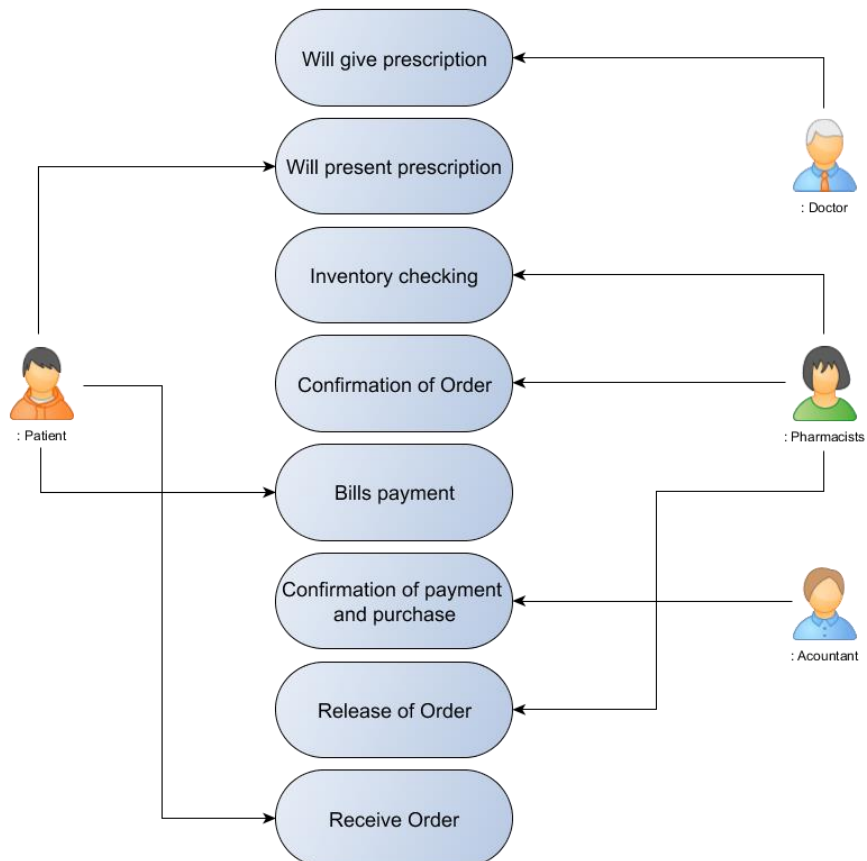 Will give prescription
Will present prescription
: Doctor
Inventory checking
Confirmation of Order
: Patient
: Pharmacists
Bills payment
Confirmation of payment
and purchase
: Acountant
Release of Order
Receive Order